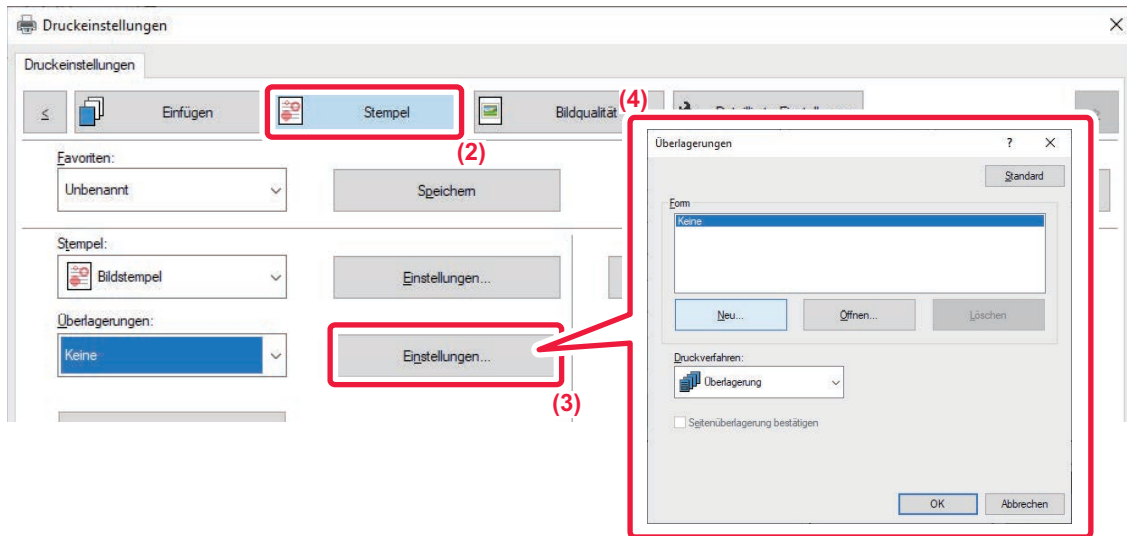 Druckeinstellungen
Druckeinstellungen
≤ Einfügen Stempel Bildqualität
(2)
(4)
Favoriten:
Unbenannt Speichern
Stempel:
Bildstempel Einstellungen...
Überlagerungen:
Keine Einstellungen...
(3)
Überlagerungen ?
Standard
Form
Keine
Neu... Öffnen... Löschen
Druckverfahren:
Überlagerung
Seitenüberlagerung bestätigen
OK Abbrechen